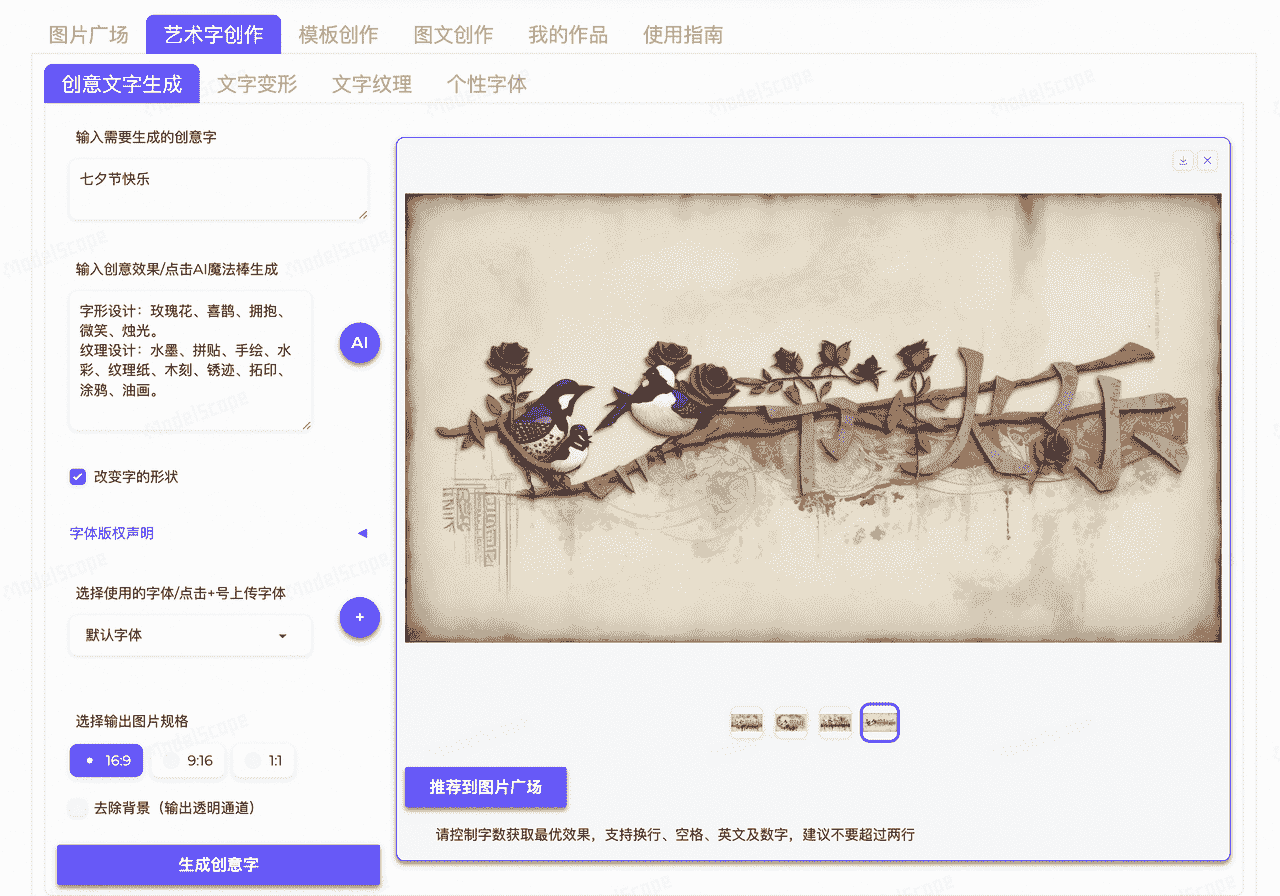 图片广场 艺术字创作 模板创作 图文创作 我的作品 使用指南
创意文字生成 文字变形 文字纹理 个性字体
输入需要生成的创意字
七夕节快乐
输入创意效果/点击AI魔法棒生成
字形设计：玫瑰花、喜鹊、拥抱、
微笑、烛光。
纹理设计：水墨、拼贴、手绘、水
彩、纹理纸、木刻、锈迹、拓印、
涂鸦、油画。
AI
改变字的形状
字体版权声明
选择使用的字体/点击+号上传字体
默认字体
+
选择输出图片规格
16:9 9:16 1:1
去除背景（输出透明通道）
生成创意字
节快乐
推荐到图片广场
请控制字数获取最优效果，支持换行、空格、英文及数字，建议不要超过两行
ModelScope